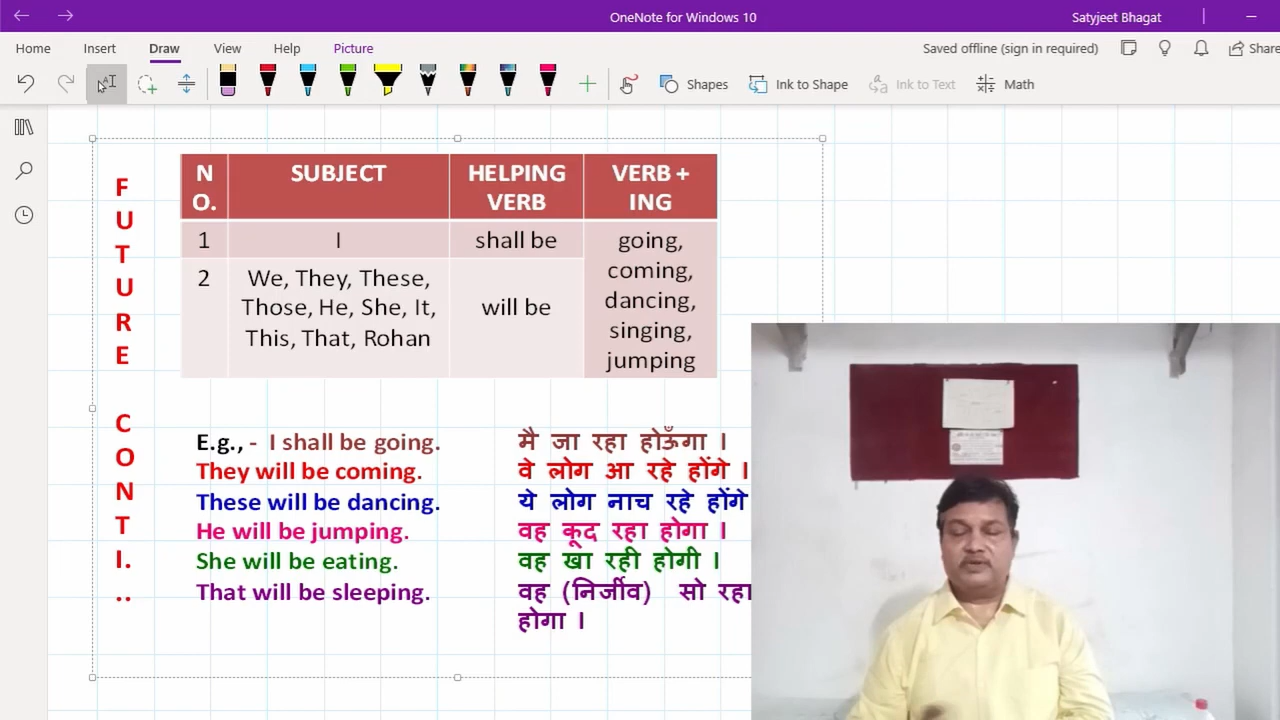 OneNote for Windows 10
Satyjeet Bhagat
Home Insert Draw View Help Picture
Saved offline (sign in required)
Share
Shapes Ink to Shape Ink to Text Math
FUTURE CONTI...
N O. SUBJECT HELPING VERB VERB + ING
1 I shall be
2 We, They, These, Those, He, She, It, This, That, Rohan will be
going,
coming,
dancing,
singing,
jumping
E.g., - I shall be going. मै जा रहा होऊँगा ।
They will be coming. वे लोग आ रहे होंगे ।
These will be dancing. ये लोग नाच रहे होंगे
He will be jumping. वह कूद रहा होगा ।
She will be eating. वह खा रही होगी ।
That will be sleeping. वह (निर्जीव) सो रहा
होगा ।